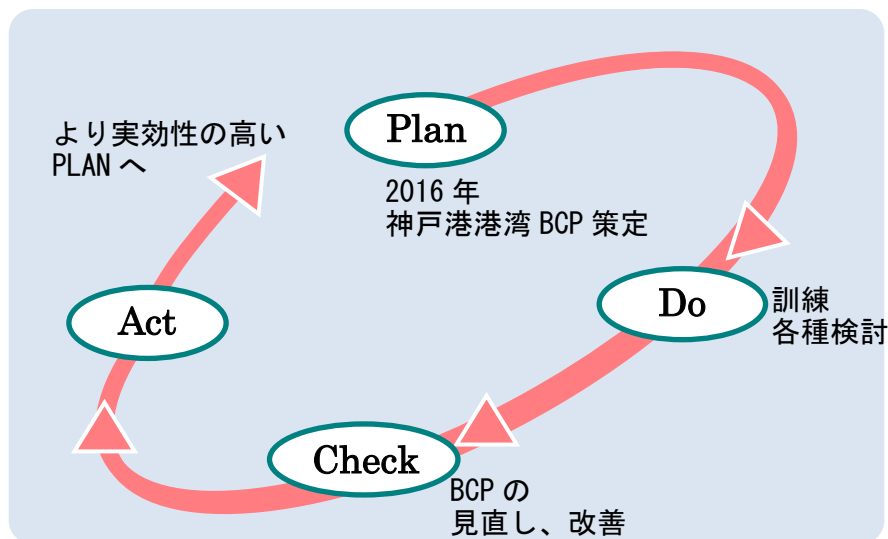 Plan
2016 年
神戸港港湾 BCP 策定
Do
訓練
各種検討
Check
BCP の
見直し、改善
Act
より実効性の高い
PLAN へ